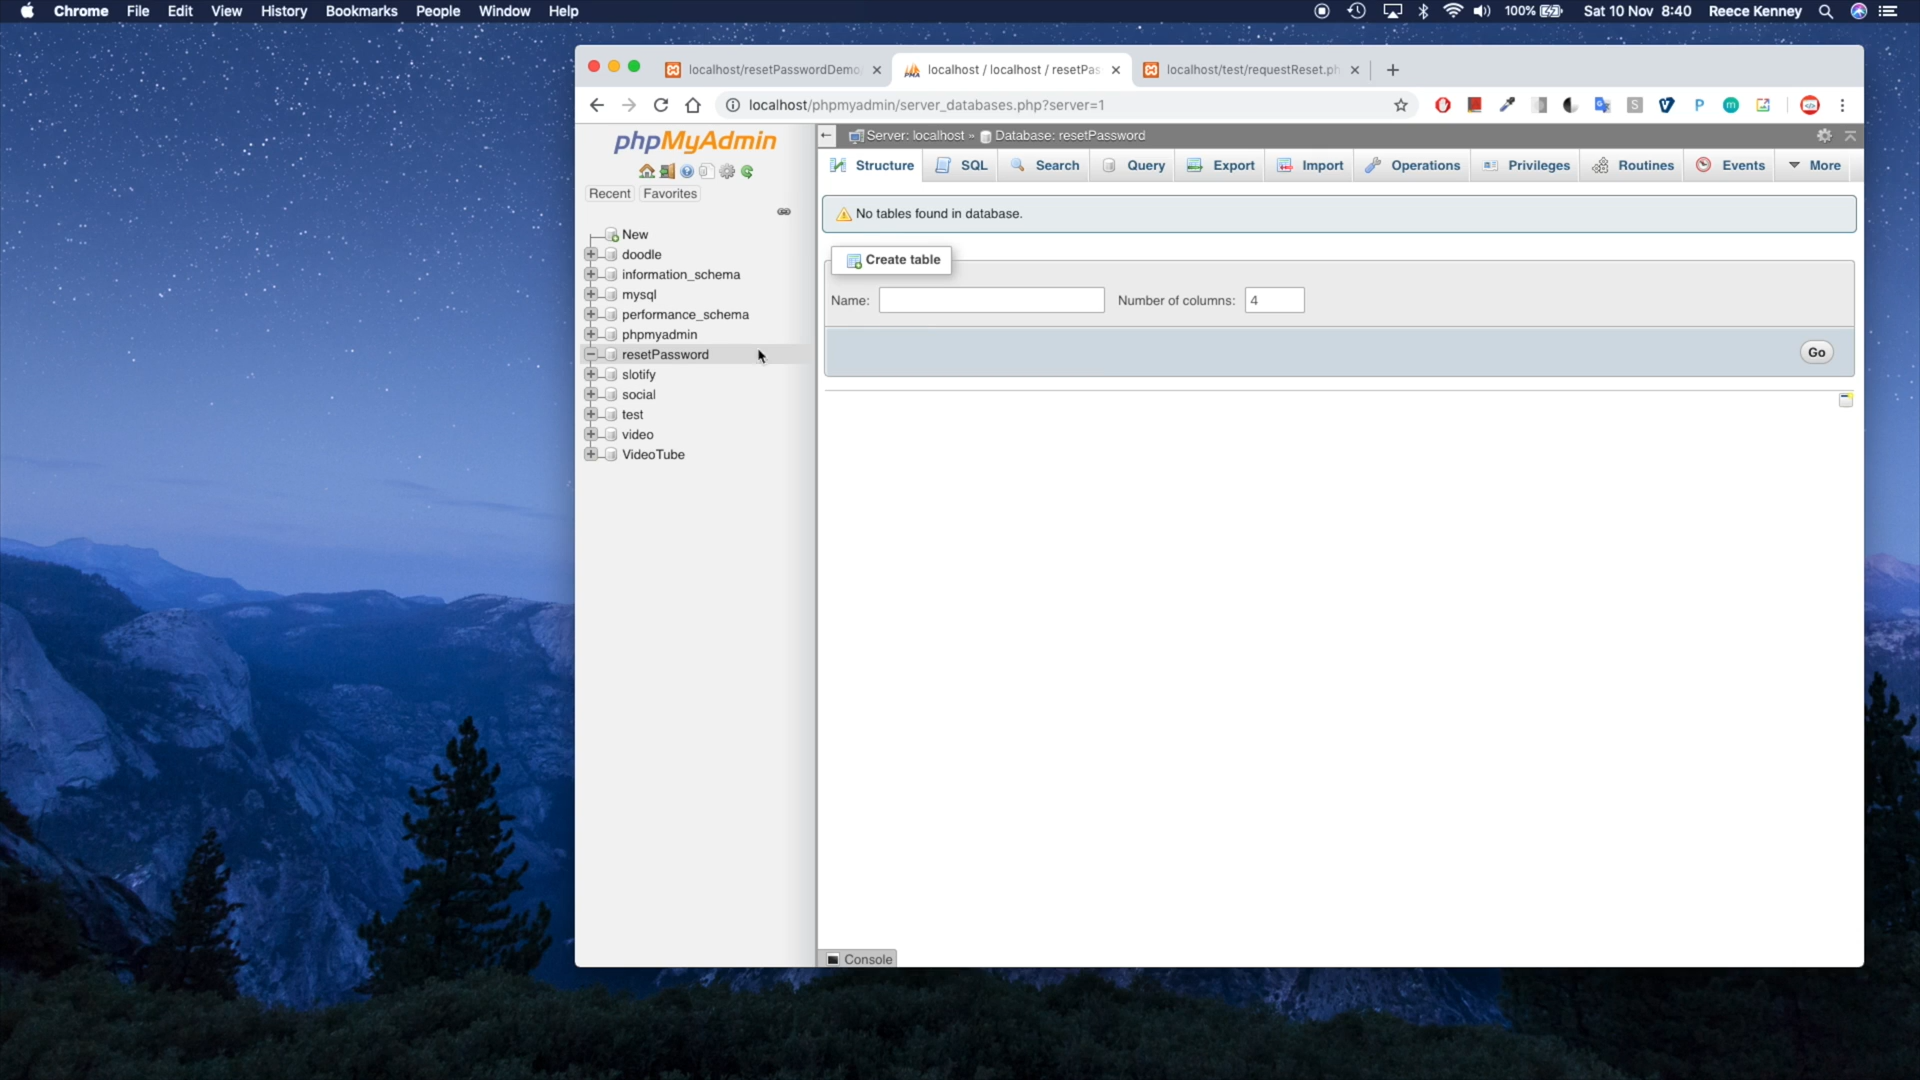 Chrome File Edit View History Bookmarks People Window Help 100% Sat 10 Nov 8:40 Reece Kenney
localhost/resetPasswordDemo localhost / localhost / resetPas localhost/test/requestReset.ph
localhost/phpmyadmin/server_databases.php?server=1
phpMyAdmin
Recent Favorites
New
doodle
information_schema
mysql
performance_schema
phpmyadmin
resetPassword
slotify
social
test
video
VideoTube
Server: localhost » Database: resetPassword
Structure SQL Search Query Export Import Operations Privileges Routines Events More
No tables found in database.
Create table
Name: Number of columns: 4
Go
Console